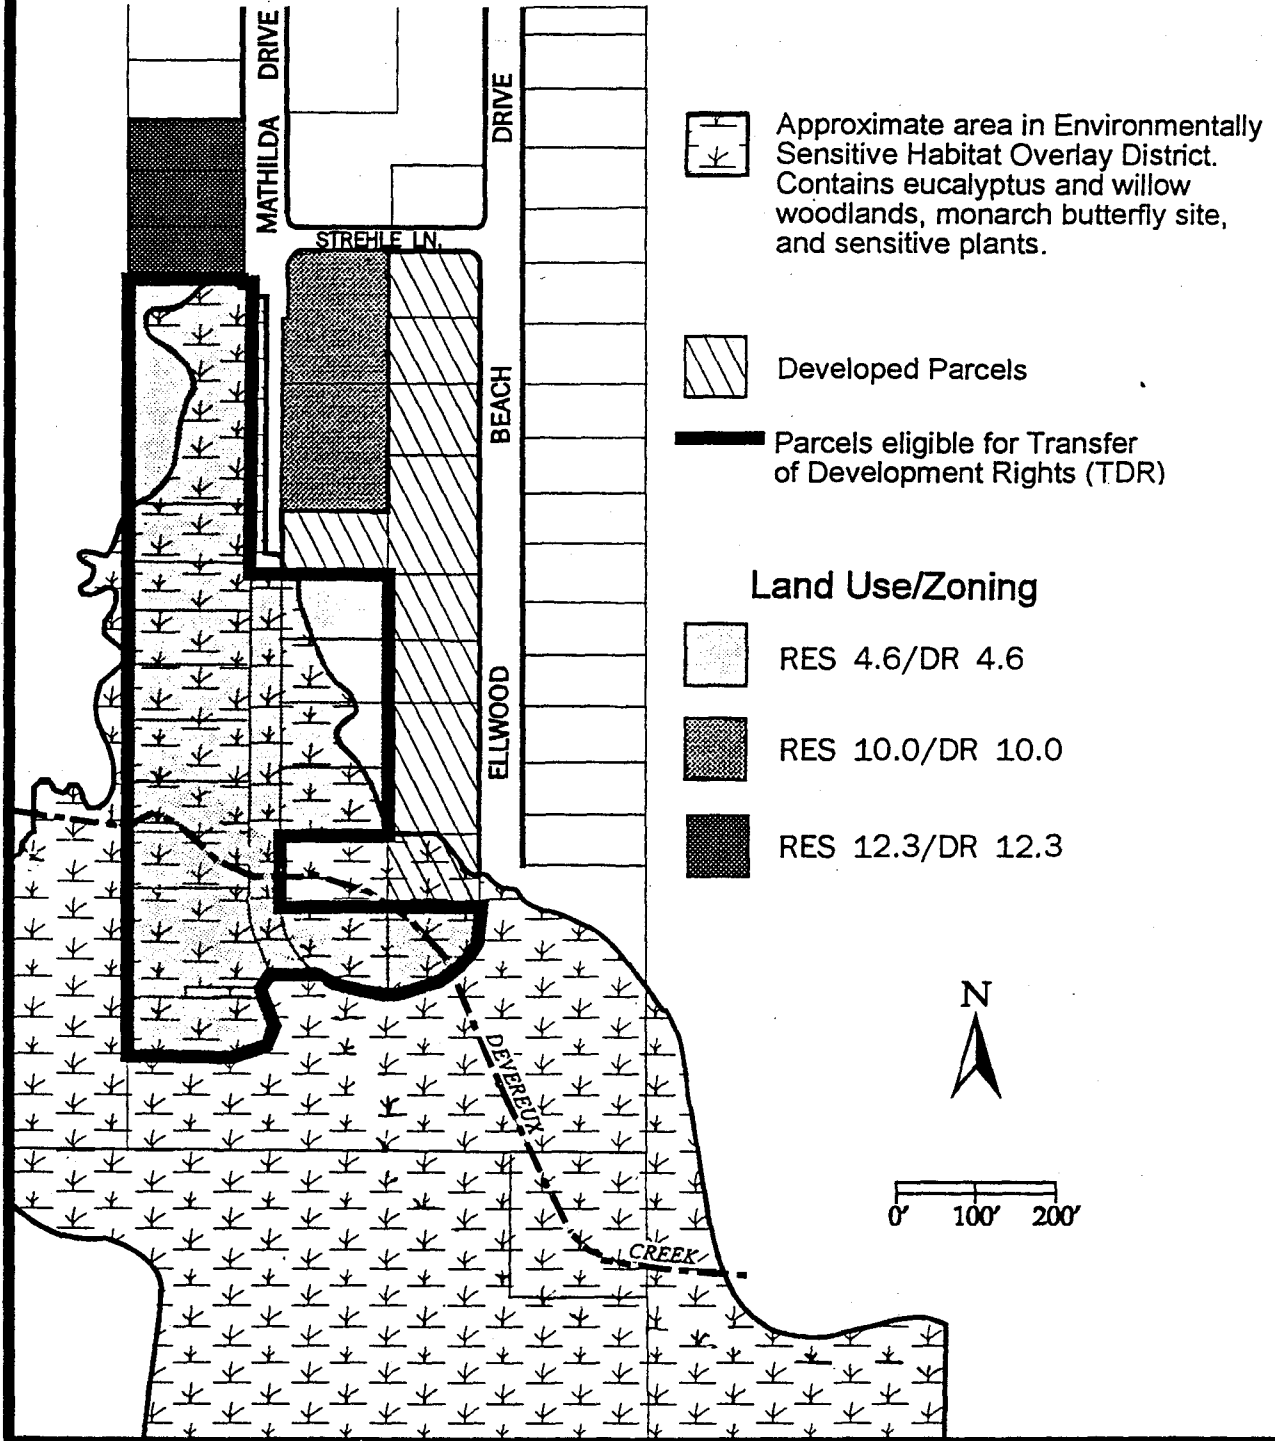 MATHILDA DRIVE
DRIVE
STREHLE LN.
BEACH
ELLWOOD
DEVEREUX
CREEK
Approximate area in Environmentally
Sensitive Habitat Overlay District.
Contains eucalyptus and willow
woodlands, monarch butterfly site,
and sensitive plants.
Developed Parcels
Parcels eligible for Transfer
of Development Rights (TDR)
Land Use/Zoning
RES 4.6/DR 4.6
RES 10.0/DR 10.0
RES 12.3/DR 12.3
N
0' 100' 200'